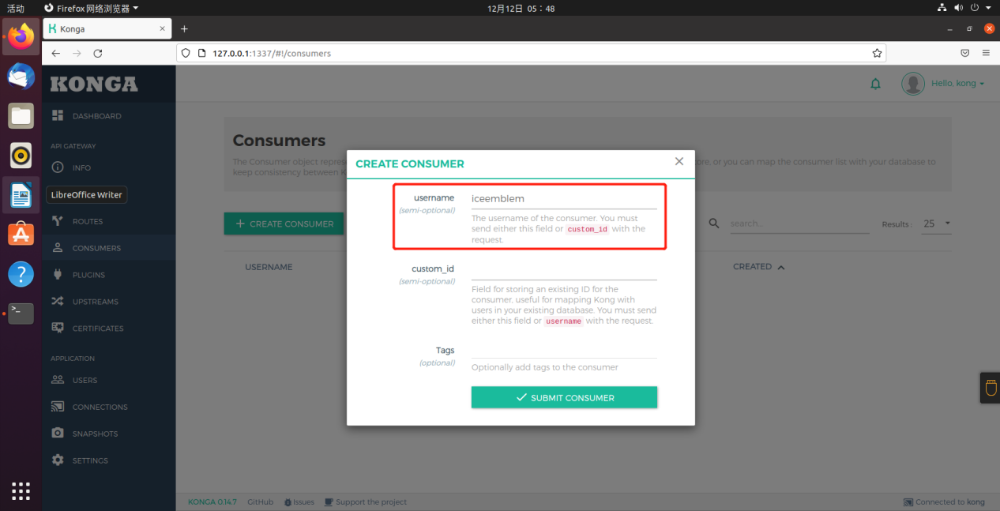 活动
Firefox 网络浏览器
12月12日 05：48
Konga
127.0.0.1:1337/#!/consumers
KONGA
Hello, kong
DASHBOARD
API GATEWAY
INFO
LibreOffice Writer
ROUTES
CONSUMERS
PLUGINS
UPSTREAMS
CERTIFICATES
APPLICATION
USERS
CONNECTIONS
SNAPSHOTS
SETTINGS
Consumers
The Consumer object represe
ore, or you can map the consumer list with your database to
keep consistency between K
CREATE CONSUMER
search...
Results :
25
USERNAME
CREATED
CREATE CONSUMER
username
(semi-optional)
iceemblem
The username of the consumer. You must
send either this field or custom_id with the
request.
custom_id
(semi-optional)
Field for storing an existing ID for the
consumer, useful for mapping Kong with
users in your existing database. You must send
either this field or username with the request.
Tags
(optional)
Optionally add tags to the consumer
SUBMIT CONSUMER
KONGA 0.14.7
GitHub
Issues
Support the project
Connected to kong